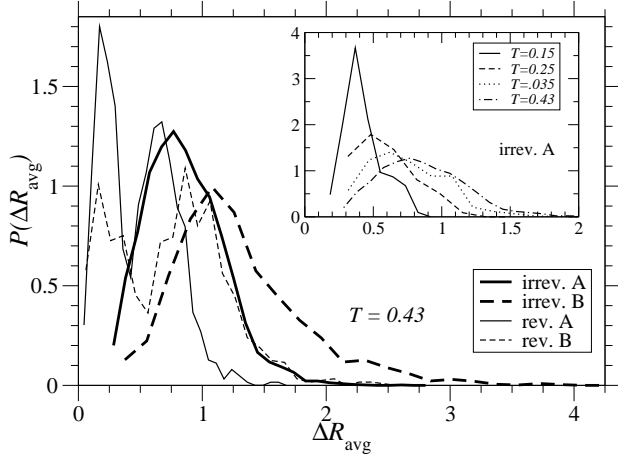 4
3
2
1
0
0
0.5
1
1.5
2
T=0.15
T=0.25
T=.035
T=0.43
irrev. A
P(ΔR_avg)
1.5
1
0.5
0
irrev. A
irrev. B
rev. A
rev. B
T = 0.43
0
1
2
3
4
ΔR_avg